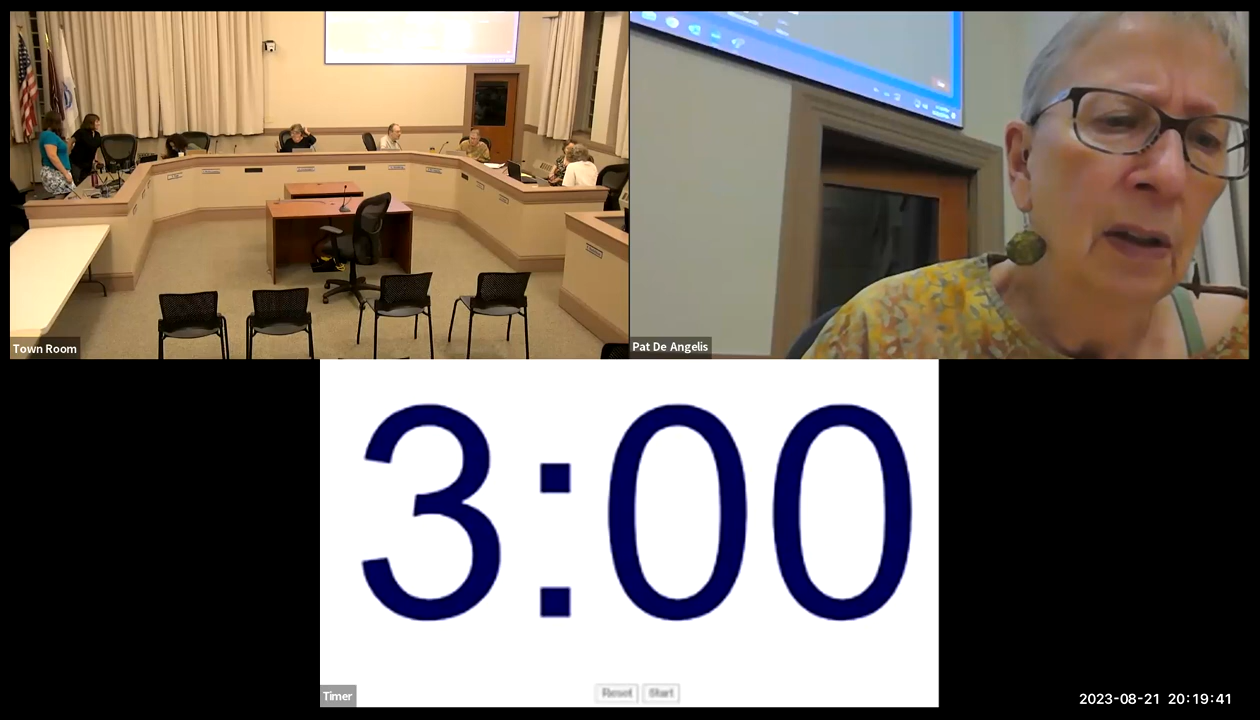 Town Room
Pat De Angelis
3:00
Reset Start
Timer
2023-08-21 20:19:41